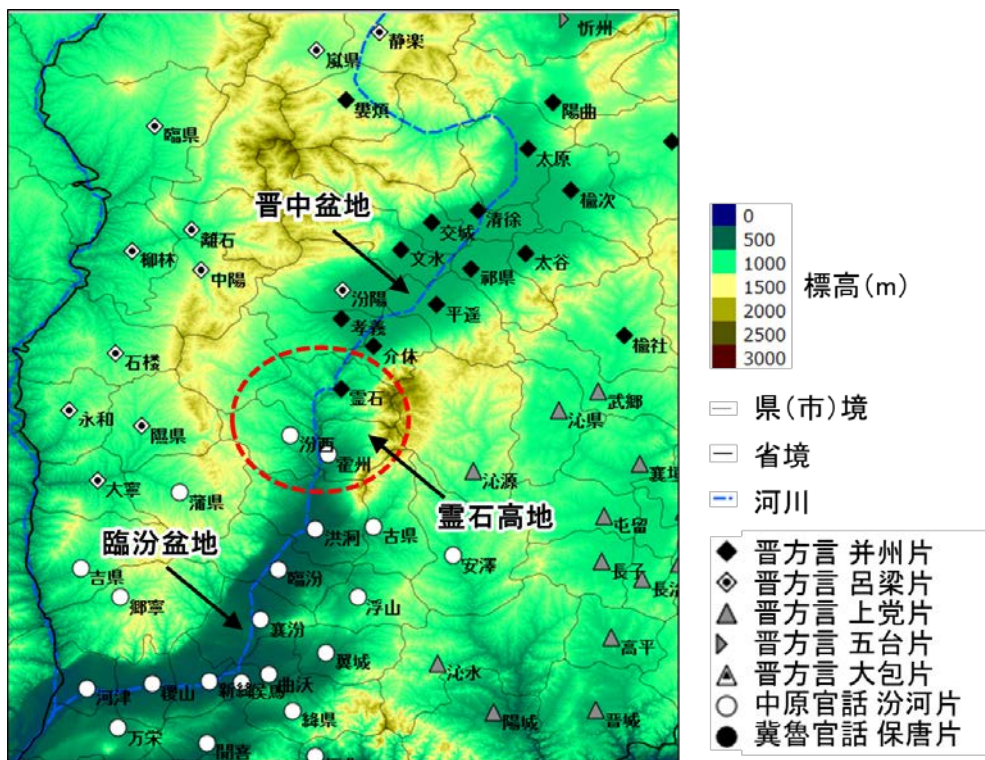 静楽
忻州
嵐県
婁煩
陽曲
臨県
太原
楡次
晋中盆地
清徐
交城
離石
柳林
文水
太谷
中陽
祁県
汾陽
平遥
孝義
楡社
介休
石楼
霊石
武郷
永和
沁県
隰県
汾西
霍州
襄垣
大寧
沁源
蒲県
霊石高地
屯留
臨汾盆地
洪洞
古県
安澤
吉県
臨汾
長子
長治
郷寧
浮山
襄汾
高平
翼城
沁水
曲沃
河津
稷山
新絳
侯馬
絳県
陽城
晋城
万栄
聞喜
0
500
1000
1500
2000
2500
3000
標高(m)
県(市)境
省境
河川
晋方言 并州片
晋方言 呂梁片
晋方言 上党片
晋方言 五台片
晋方言 大包片
中原官話 汾河片
冀魯官話 保唐片